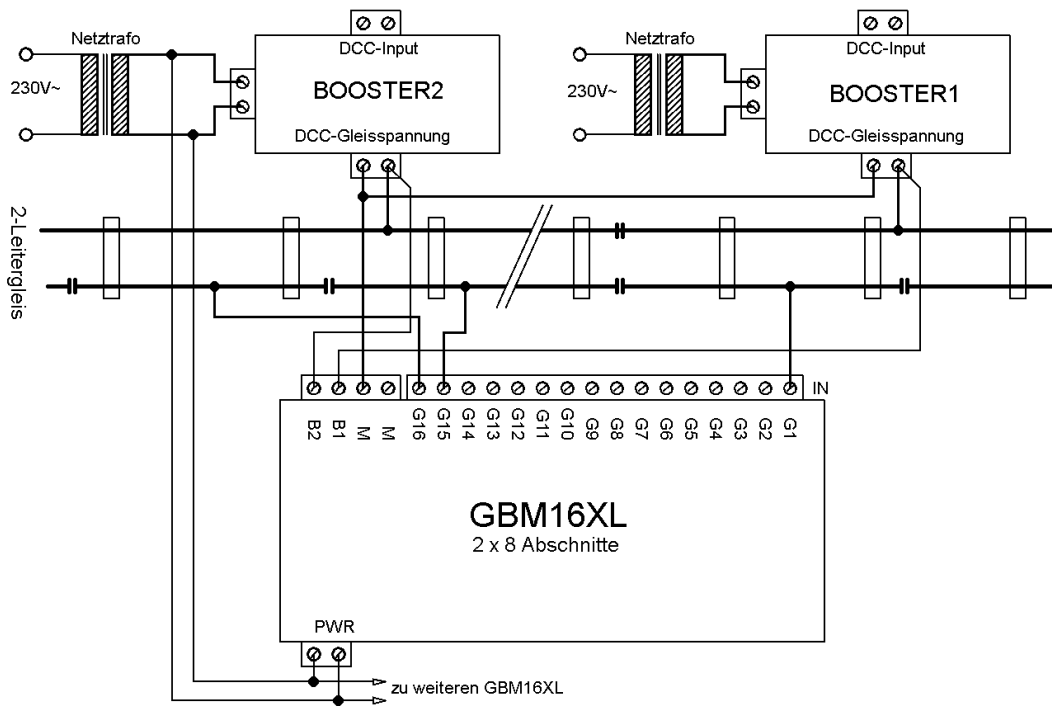 Netztrafo
230V~
DCC-Input
BOOSTER2
DCC-Gleisspannung
Netztrafo
230V~
DCC-Input
BOOSTER1
DCC-Gleisspannung
2-Leitergleis
IN
B2 B1 M M G16 G15 G14 G13 G12 G11 G10 G9 G8 G7 G6 G5 G4 G3 G2 G1
GBM16XL
2 x 8 Abschnitte
PWR
zu weiteren GBM16XL